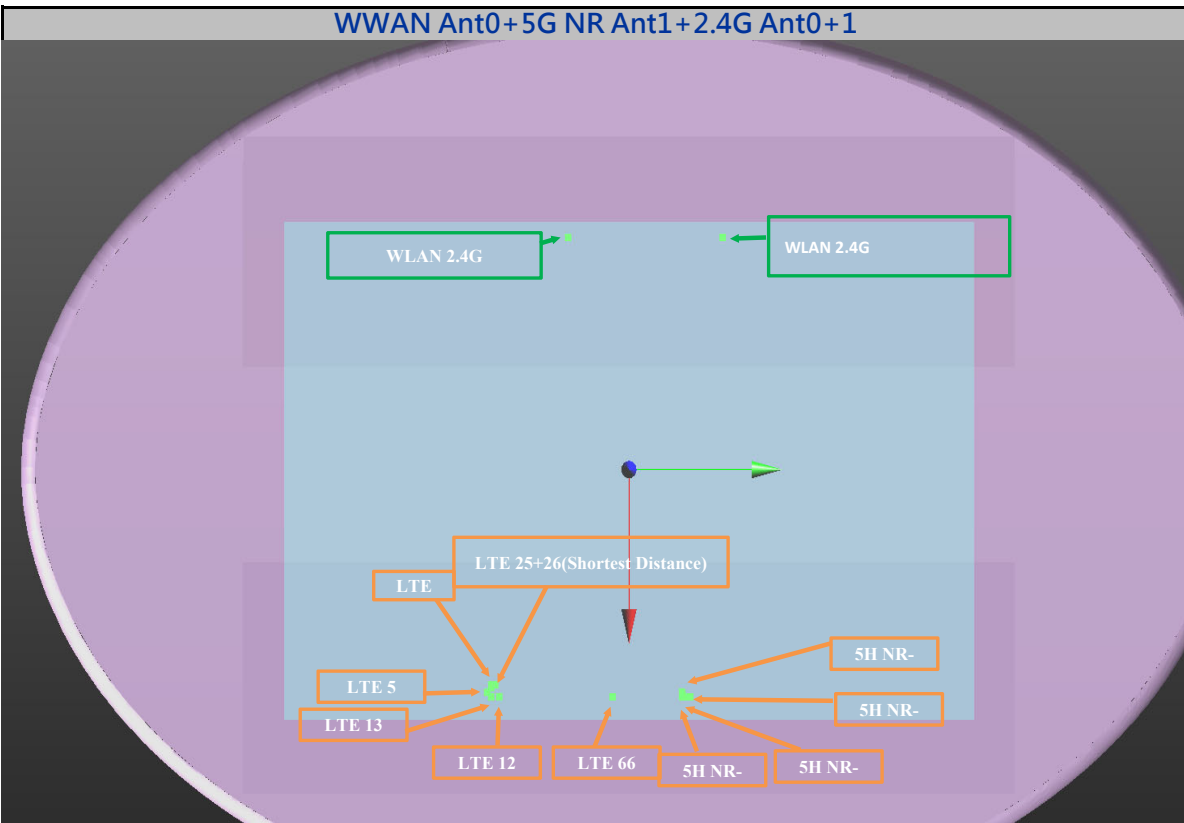 WWAN Ant0+5G NR Ant1+2.4G Ant0+1
WLAN 2.4G
WLAN 2.4G
LTE 25+26(Shortest Distance)
LTE
5H NR-
LTE 5
5H NR-
LTE 13
LTE 12
LTE 66
5H NR-
5H NR-